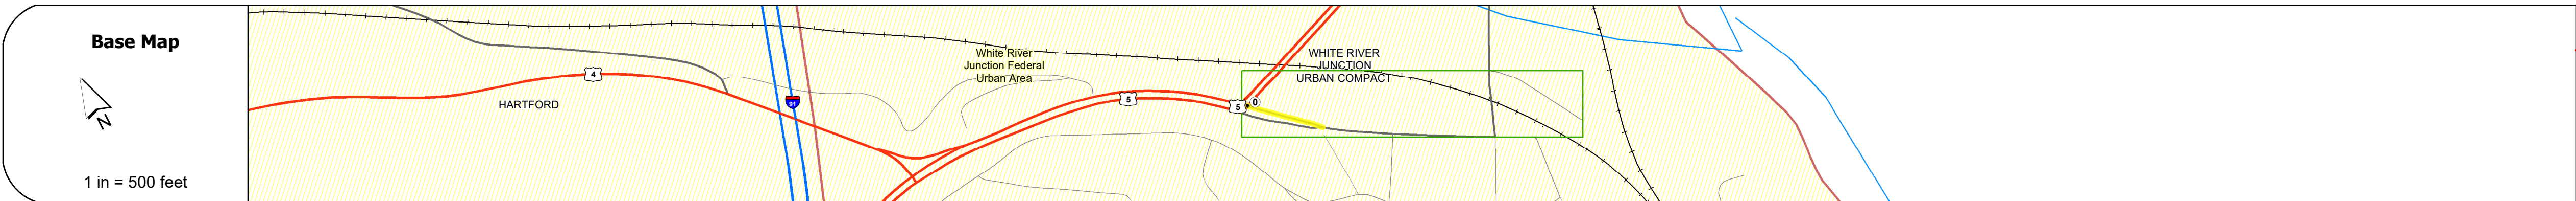 Base Map
N
1 in = 500 feet
HARTFORD
4
91
White River
Junction Federal
Urban Area
5
5
0
WHITE RIVER
JUNCTION
URBAN COMPACT